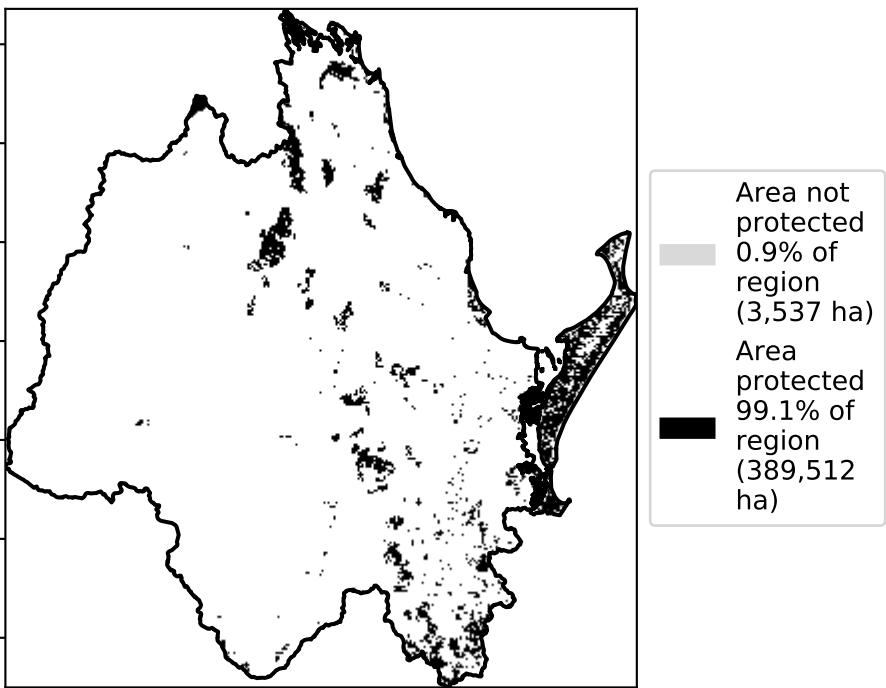 Area not
protected
0.9% of
region
(3,537 ha)
Area
protected
99.1% of
region
(389,512
ha)